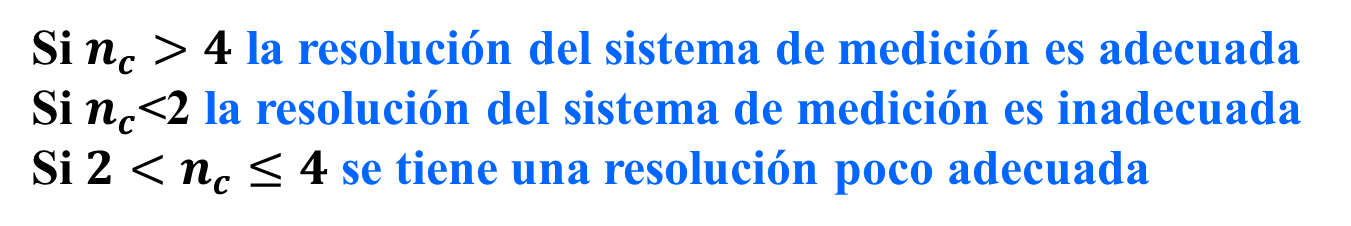 Si n_c > 4 la resolución del sistema de medición es adecuada
Si n_c<2 la resolución del sistema de medición es inadecuada
Si 2 < n_c ≤ 4 se tiene una resolución poco adecuada